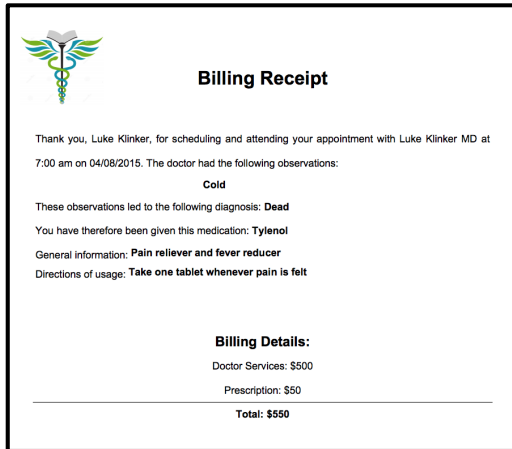 Billing Receipt
Thank you, Luke Klinker, for scheduling and attending your appointment with Luke Klinker MD at
7:00 am on 04/08/2015. The doctor had the following observations:
Cold
These observations led to the following diagnosis: Dead
You have therefore been given this medication: Tylenol
General information: Pain reliever and fever reducer
Directions of usage: Take one tablet whenever pain is felt
Billing Details:
Doctor Services: $500
Prescription: $50
Total: $550